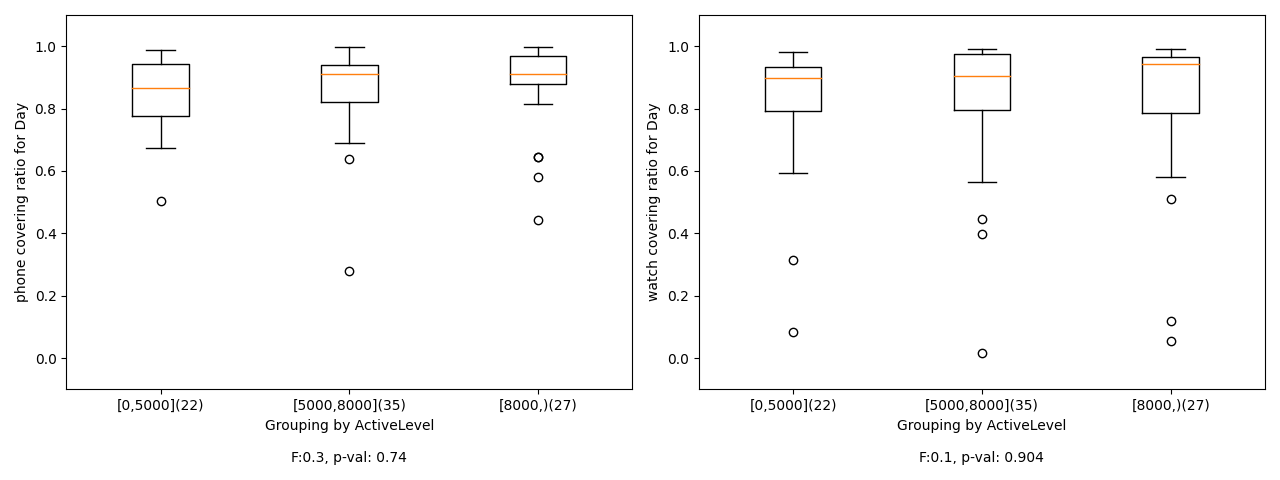 phone covering ratio for Day
1.0
0.8
0.6
0.4
0.2
0.0
[0,5000](22) [5000,8000](35) [8000,)(27)
Grouping by ActiveLevel
F:0.3, p-val: 0.74
watch covering ratio for Day
1.0
0.8
0.6
0.4
0.2
0.0
[0,5000](22) [5000,8000](35) [8000,)(27)
Grouping by ActiveLevel
F:0.1, p-val: 0.904